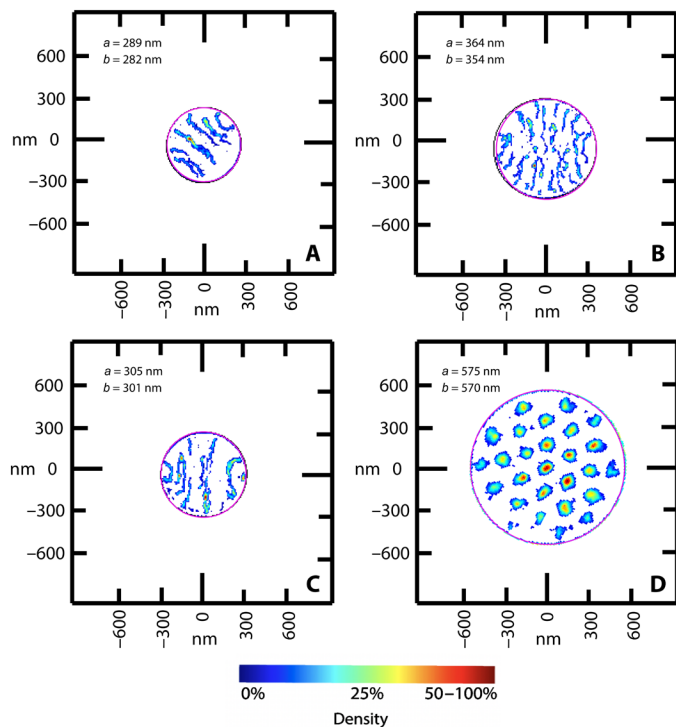 a = 289 nm
b = 282 nm
600
300
nm 0
−300
−600
−600
−300
0
300
600
nm
A
a = 364 nm
b = 354 nm
600
300
nm 0
−300
−600
−600
−300
0
300
600
nm
B
a = 305 nm
b = 301 nm
600
300
nm 0
−300
−600
−600
−300
0
300
600
nm
C
a = 575 nm
b = 570 nm
600
300
nm 0
−300
−600
−600
−300
0
300
600
nm
D
0% 25% 50−100%
Density